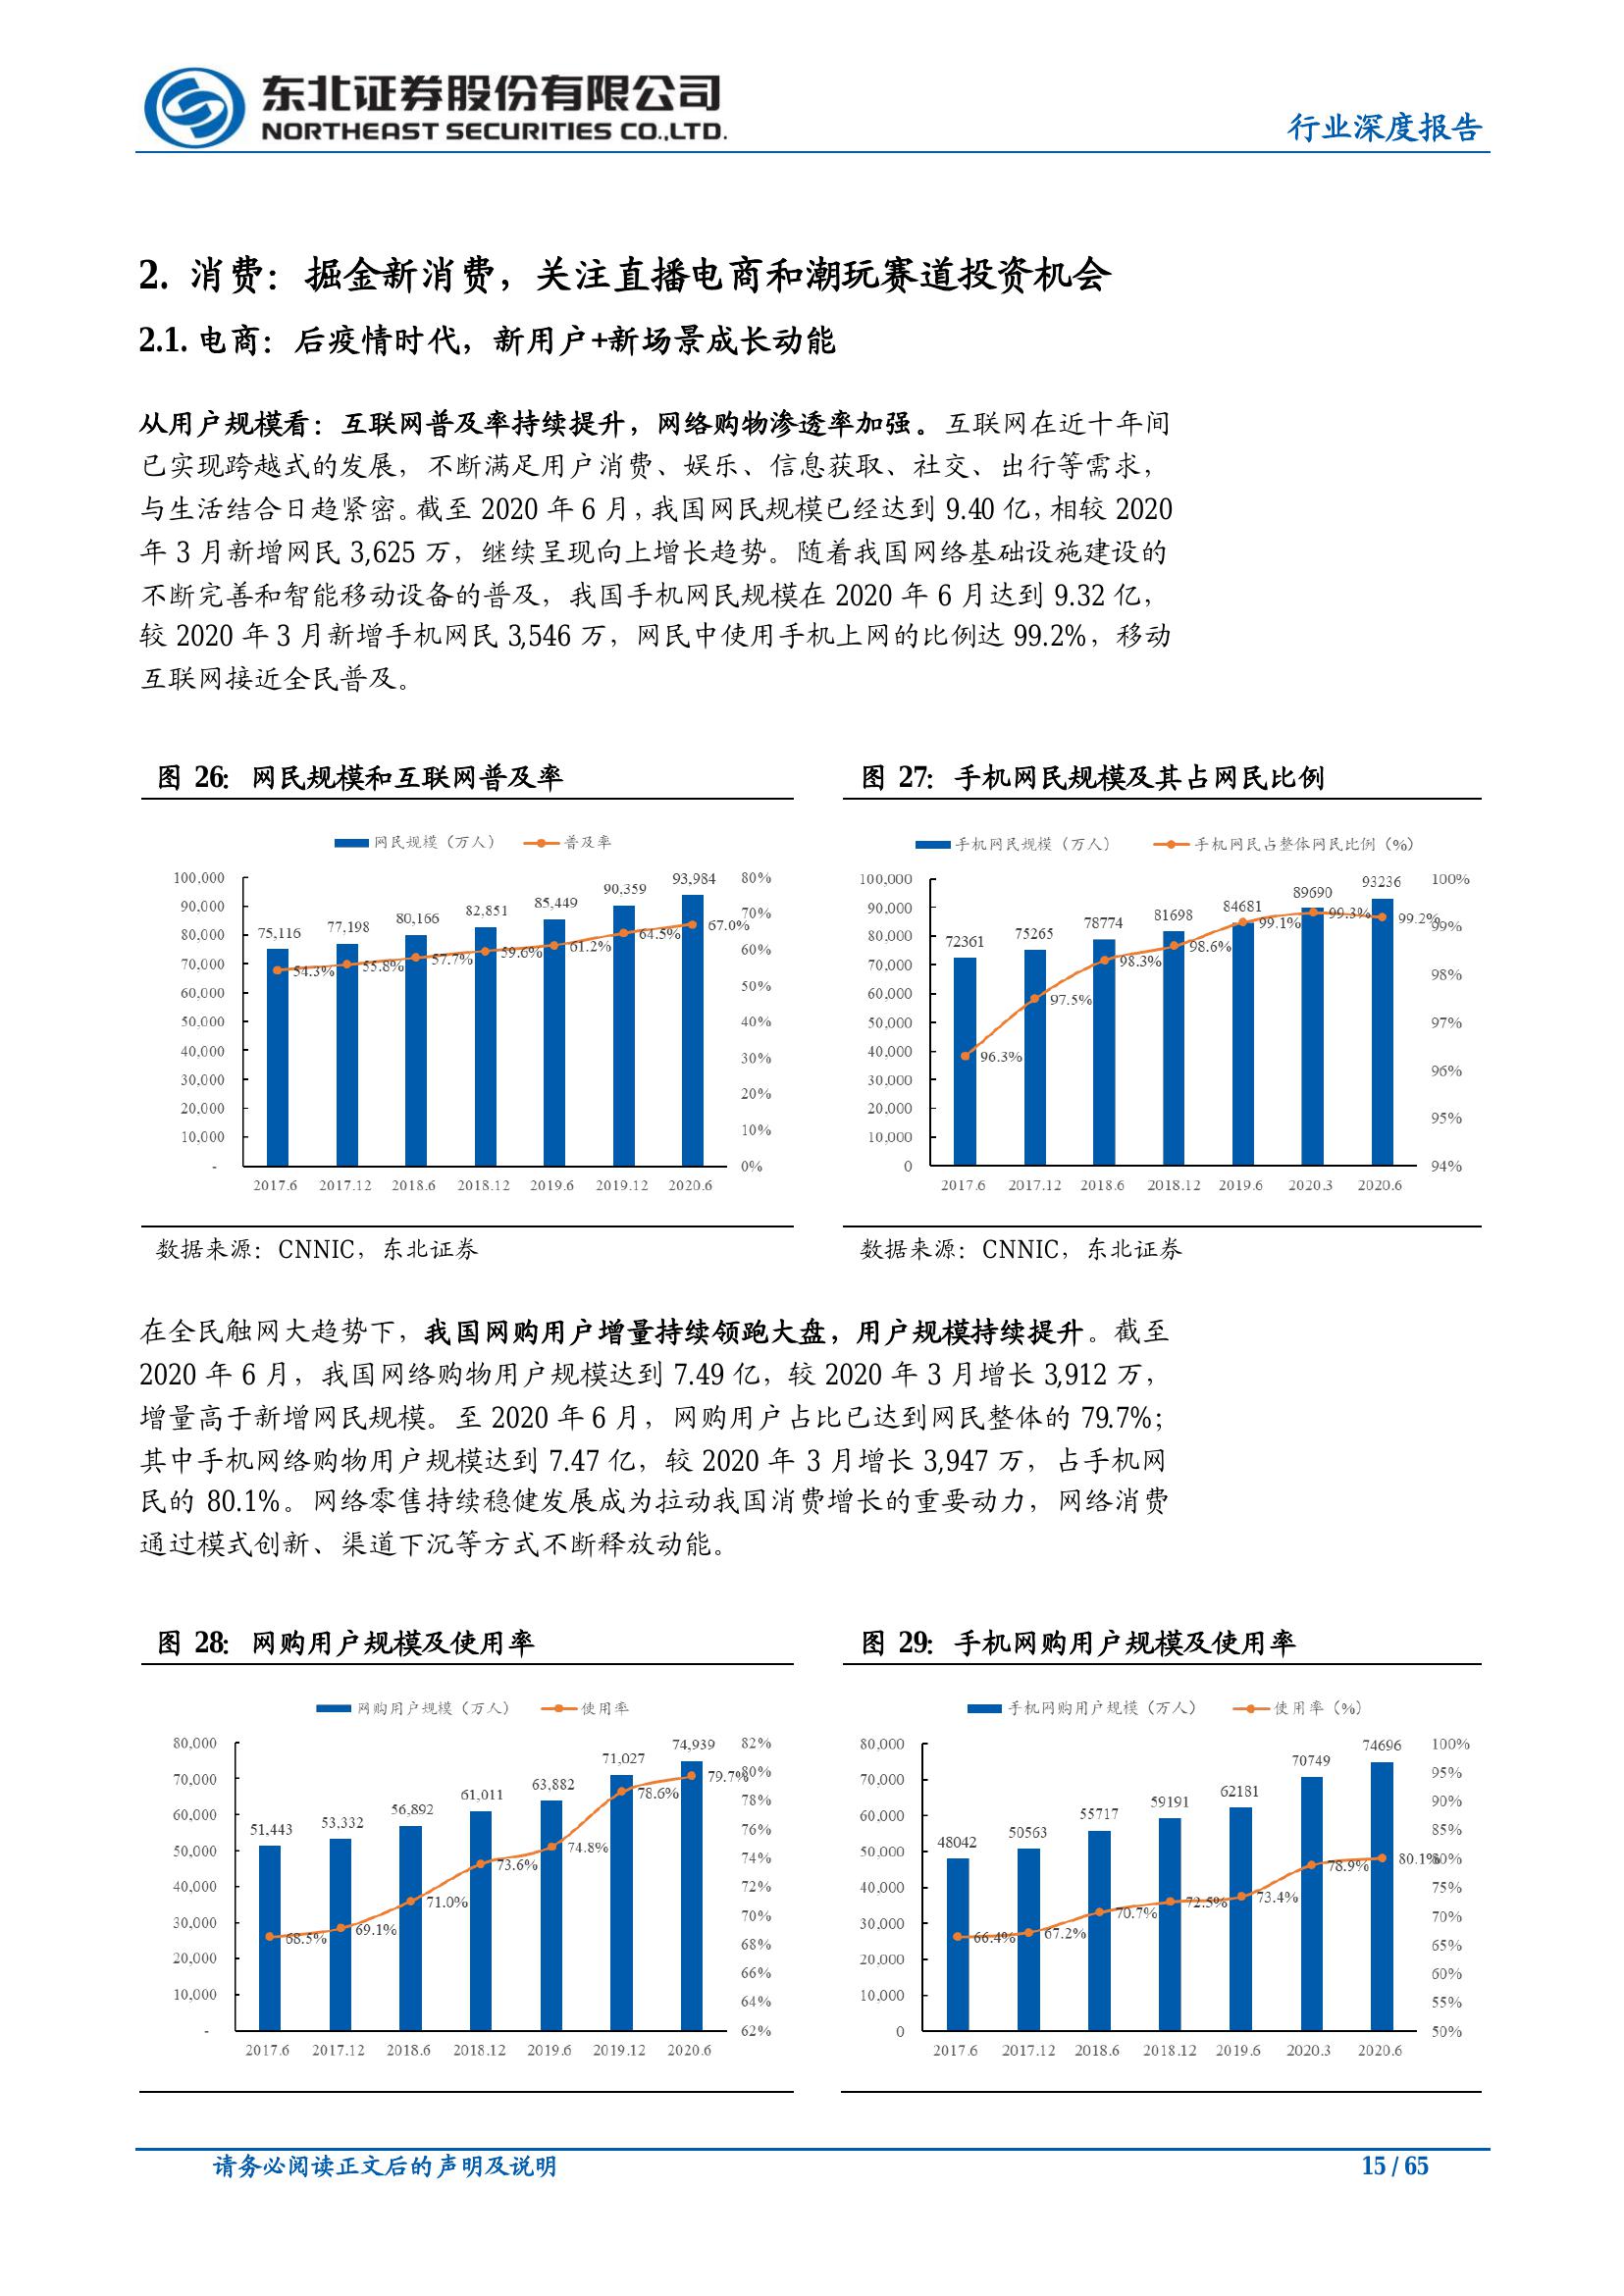 东北证券股份有限公司
NORTHEAST SECURITIES CO.,LTD.
行业深度报告
2. 消费：掘金新消费，关注直播电商和潮玩赛道投资机会
2.1. 电商：后疫情时代，新用户+新场景成长动能
从用户规模看：互联网普及率持续提升，网络购物渗透率加强。互联网在近十年间
已实现跨越式的发展，不断满足用户消费、娱乐、信息获取、社交、出行等需求，
与生活结合日趋紧密。截至 2020 年 6 月，我国网民规模已经达到 9.40 亿，相较 2020
年 3 月新增网民 3,625 万，继续呈现向上增长趋势。随着我国网络基础设施建设的
不断完善和智能移动设备的普及，我国手机网民规模在 2020 年 6 月达到 9.32 亿，
较 2020 年 3 月新增手机网民 3,546 万，网民中使用手机上网的比例达 99.2%，移动
互联网接近全民普及。
图 26：网民规模和互联网普及率
网民规模（万人） 普及率
100,000 90,000 80,000 70,000 60,000 50,000 40,000 30,000 20,000 10,000 -
75,116 77,198 80,166 82,851 85,449 90,359 93,984
54.3% 55.8% 57.7% 59.6% 61.2% 64.5% 67.0%
80% 70% 60% 50% 40% 30% 20% 10% 0%
2017.6 2017.12 2018.6 2018.12 2019.6 2019.12 2020.6
数据来源：CNNIC，东北证券
图 27：手机网民规模及其占网民比例
手机网民规模（万人） 手机网民占整体网民比例（%）
100,000 90,000 80,000 70,000 60,000 50,000 40,000 30,000 20,000 10,000 0
72361 75265 78774 81698 84681 89690 93236
96.3% 97.5% 98.3% 98.6% 99.1% 99.3% 99.2%
100% 99% 98% 97% 96% 95% 94%
2017.6 2017.12 2018.6 2018.12 2019.6 2020.3 2020.6
数据来源：CNNIC，东北证券
在全民触网大趋势下，我国网购用户增量持续领跑大盘，用户规模持续提升。截至
2020 年 6 月，我国网络购物用户规模达到 7.49 亿，较 2020 年 3 月增长 3,912 万，
增量高于新增网民规模。至 2020 年 6 月，网购用户占比已达到网民整体的 79.7%；
其中手机网络购物用户规模达到 7.47 亿，较 2020 年 3 月增长 3,947 万，占手机网
民的 80.1%。网络零售持续稳健发展成为拉动我国消费增长的重要动力，网络消费
通过模式创新、渠道下沉等方式不断释放动能。
图 28：网购用户规模及使用率
网购用户规模（万人） 使用率
80,000 70,000 60,000 50,000 40,000 30,000 20,000 10,000 -
51,443 53,332 56,892 61,011 63,882 71,027 74,939
68.5% 69.1% 71.0% 73.6% 74.8% 78.6% 79.7%
82% 80% 78% 76% 74% 72% 70% 68% 66% 64% 62%
2017.6 2017.12 2018.6 2018.12 2019.6 2019.12 2020.6
图 29：手机网购用户规模及使用率
手机网购用户规模（万人） 使用率（%）
80,000 70,000 60,000 50,000 40,000 30,000 20,000 10,000 0
48042 50563 55717 59191 62181 70749 74696
66.4% 67.2% 70.7% 72.5% 73.4% 78.9% 80.1%
100% 95% 90% 85% 80% 75% 70% 65% 60% 55% 50%
2017.6 2017.12 2018.6 2018.12 2019.6 2020.3 2020.6
请务必阅读正文后的声明及说明
15 / 65